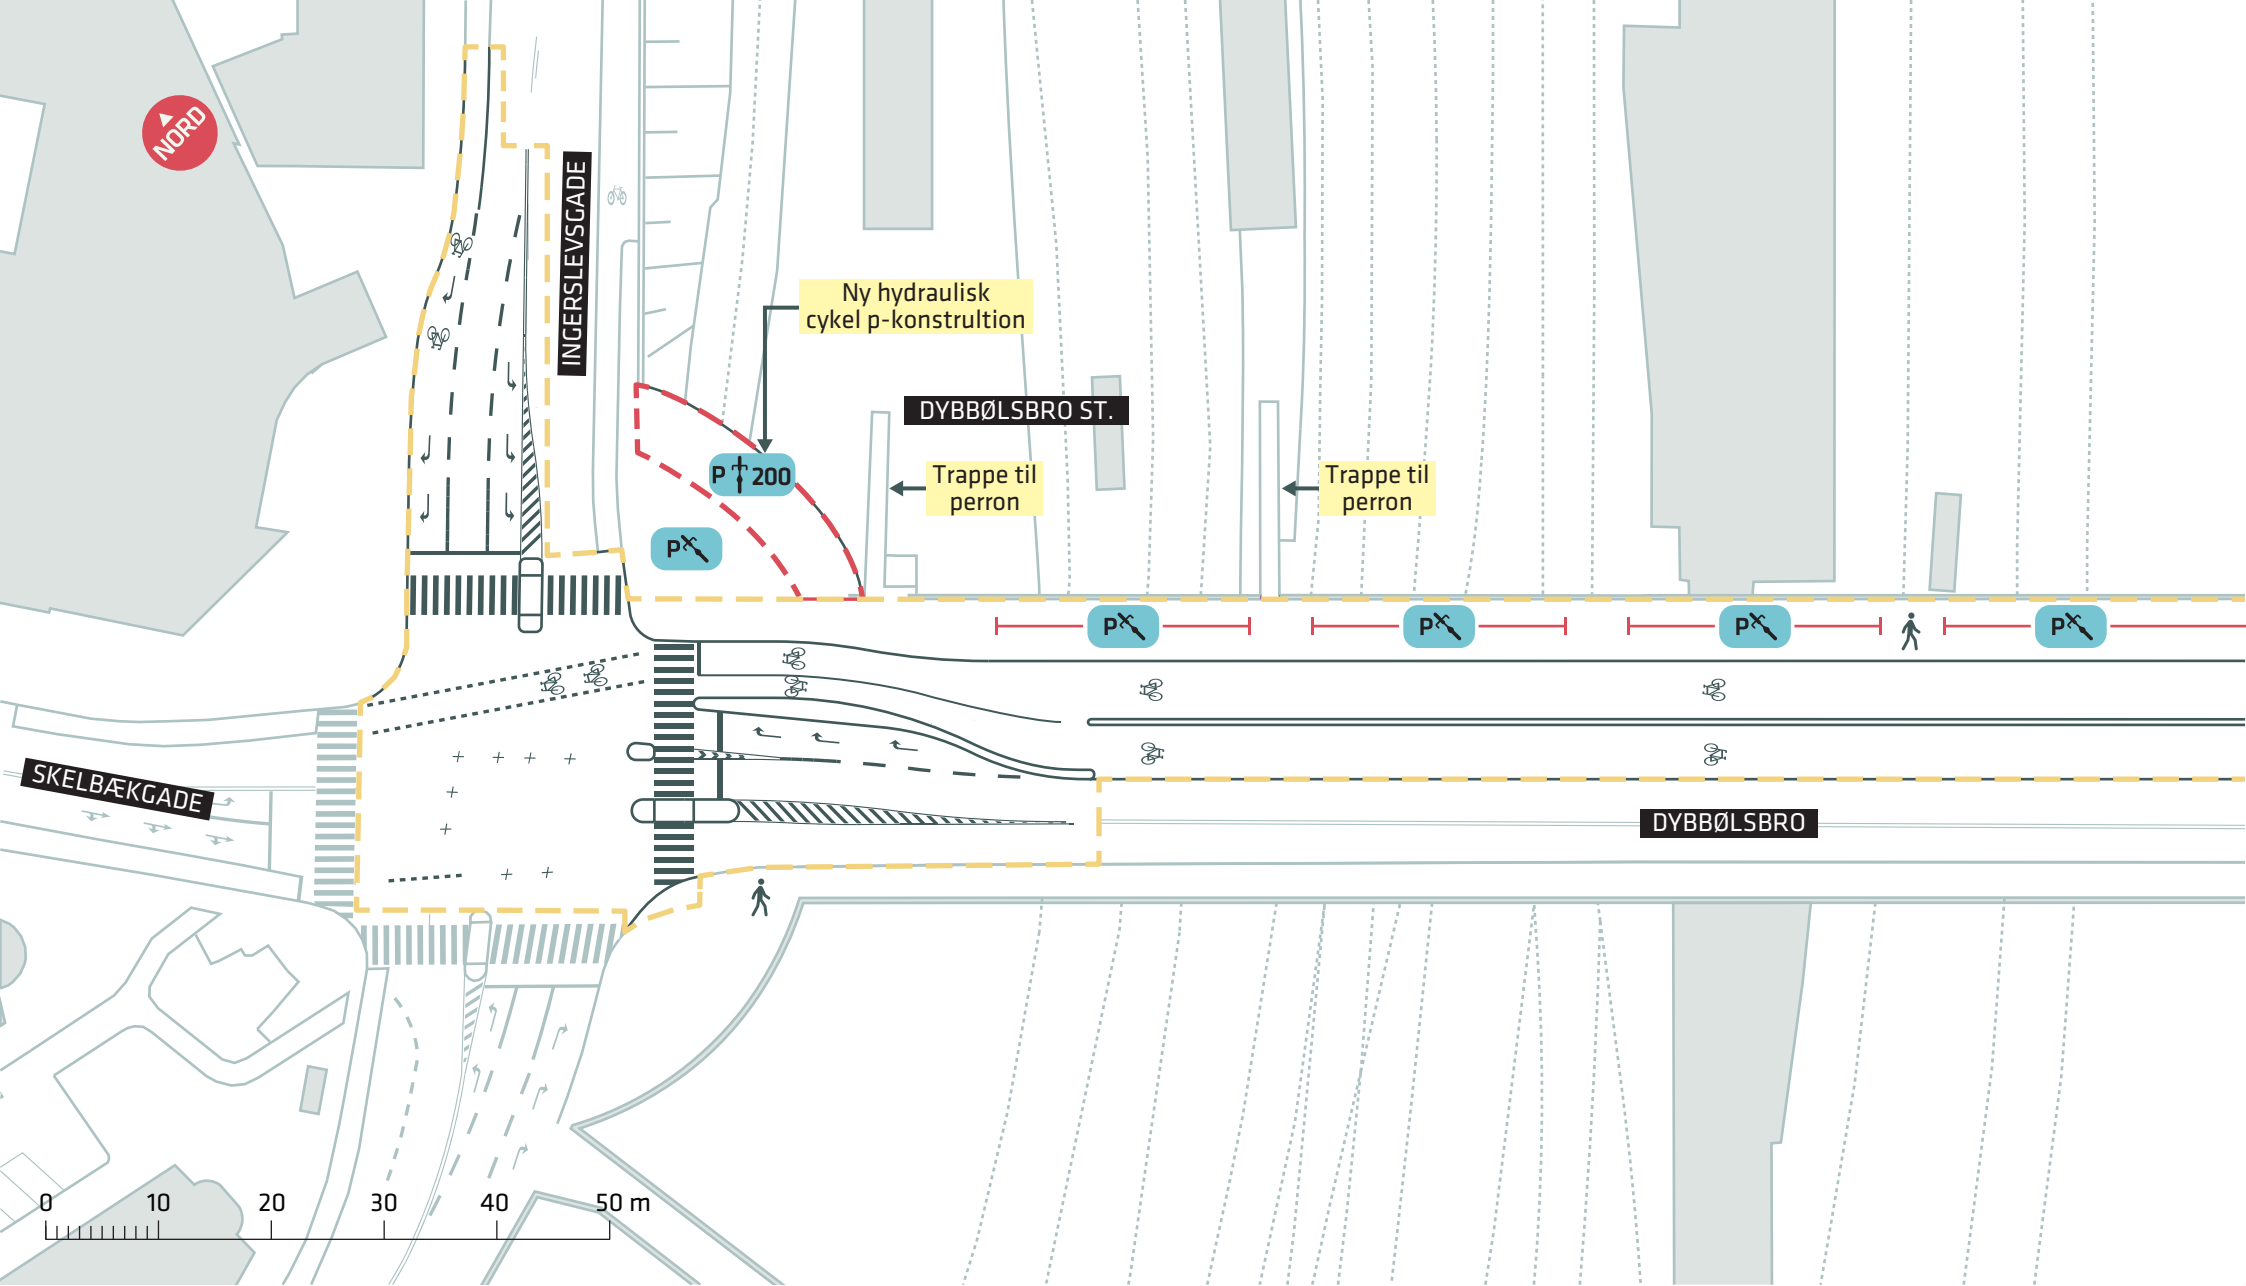 NORD
INGERSLEVSGADE
Ny hydraulisk
cykel p-konstrultion
DYBBØLSBRO ST.
P 200
Trappe til
perron
Trappe til
perron
P
P
P
P
P
SKELBÆKGADE
DYBBØLSBRO
0 10 20 30 40 50 m